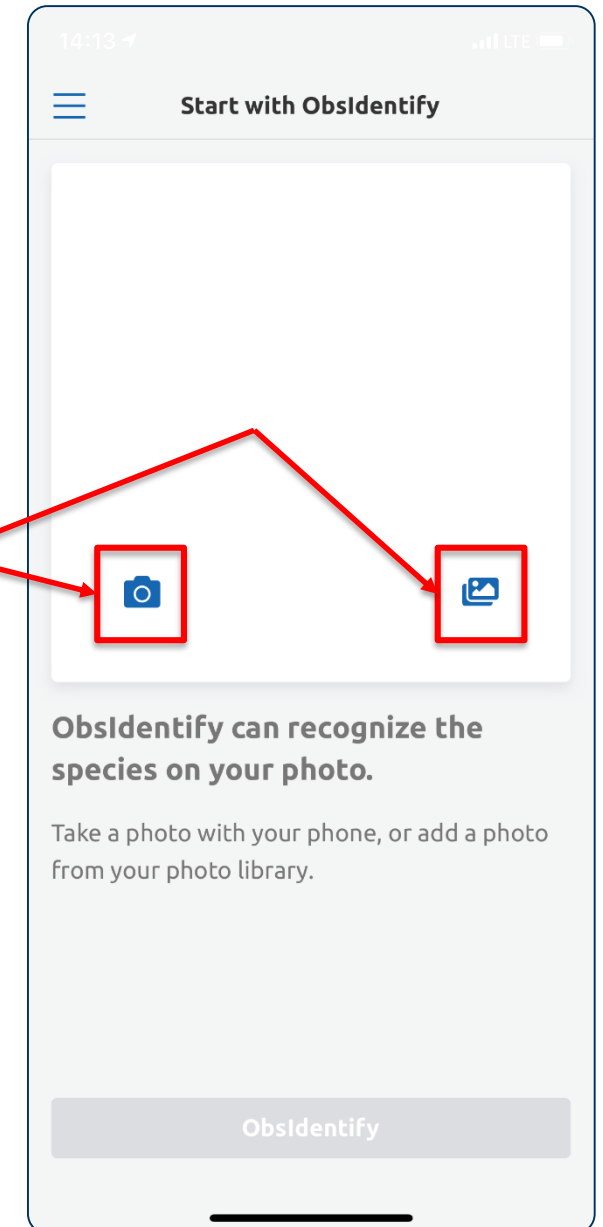 14:13
LTE
Start with ObsIdentify
ObsIdentify can recognize the
species on your photo.
Take a photo with your phone, or add a photo
from your photo library.
ObsIdentify